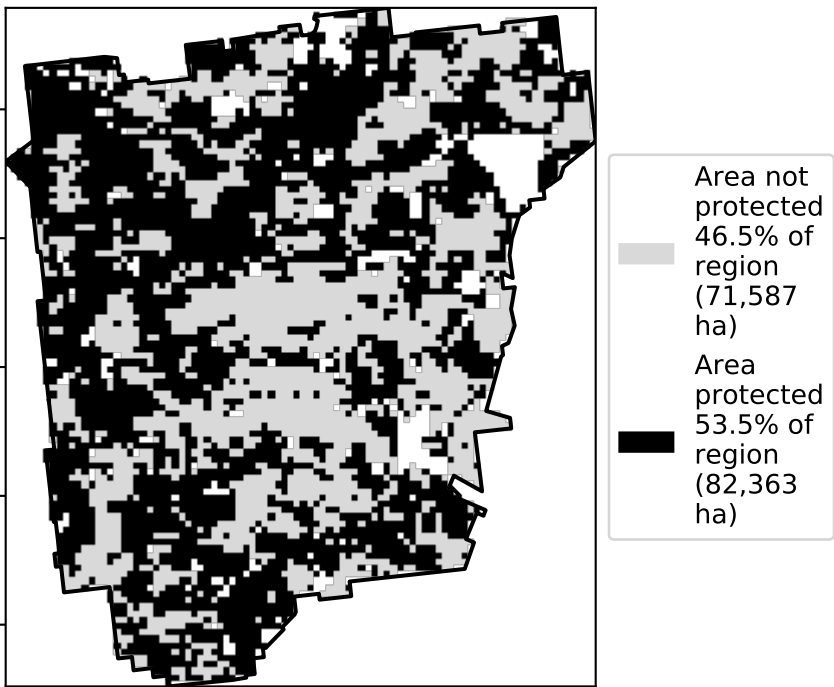 Area not
protected
46.5% of
region
(71,587
ha)
Area
protected
53.5% of
region
(82,363
ha)